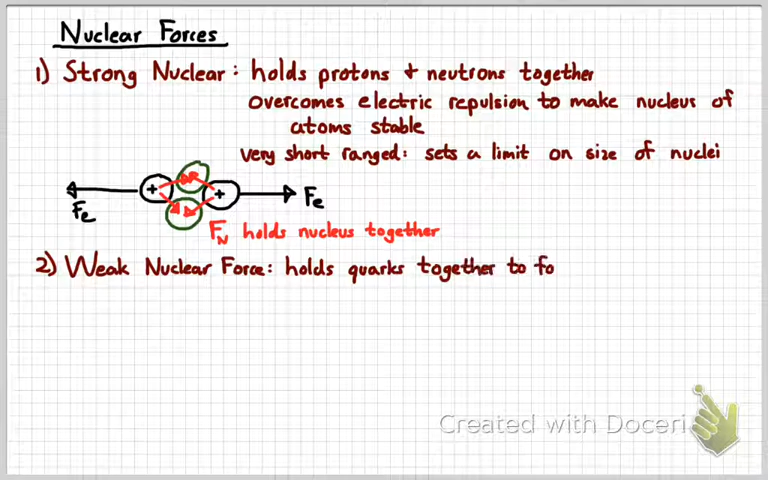 Nuclear Forces
1) Strong Nuclear: holds protons + neutrons together
overcomes electric repulsion to make nucleus of
atoms stable
very short ranged: sets a limit on size of nuclei
+ +
Fe Fe
FN holds nucleus together
2) Weak Nuclear Force: holds quarks together to fo
Created with Doceri